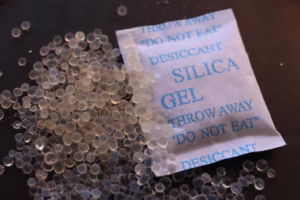 THROW AWAY
"DO NOT EAT"
DESICCANT
SILICA
GEL
THROW AWAY
"DO NOT EAT"
DESICCANT